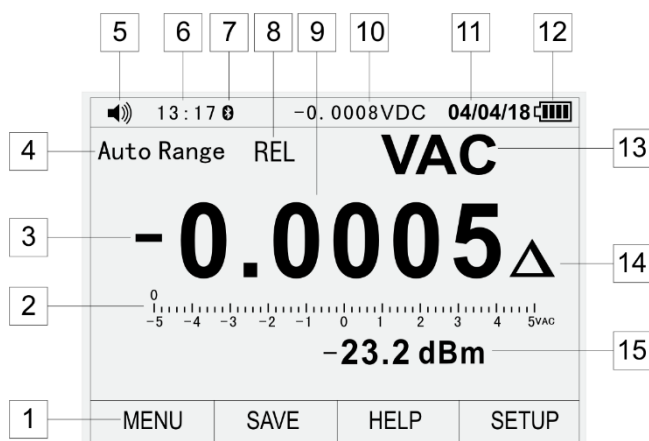 5 6 7 8 9 10 11 12
13:17 -0.0008VDC 04/04/18
4 Auto Range REL VAC 13
3 -0.0005△ 14
0
2 -5 -4 -3 -2 -1 0 1 2 3 4 5VAC
-23.2 dBm 15
1 MENU SAVE HELP SETUP